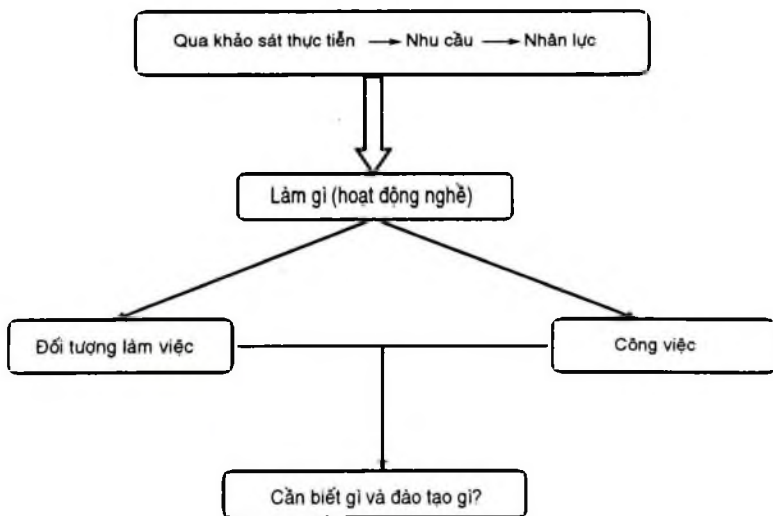 Qua khảo sát thực tiễn → Nhu cầu → Nhân lực
Làm gì (hoạt động nghề)
Đối tượng làm việc
Công việc
Cần biết gì và đào tạo gì?